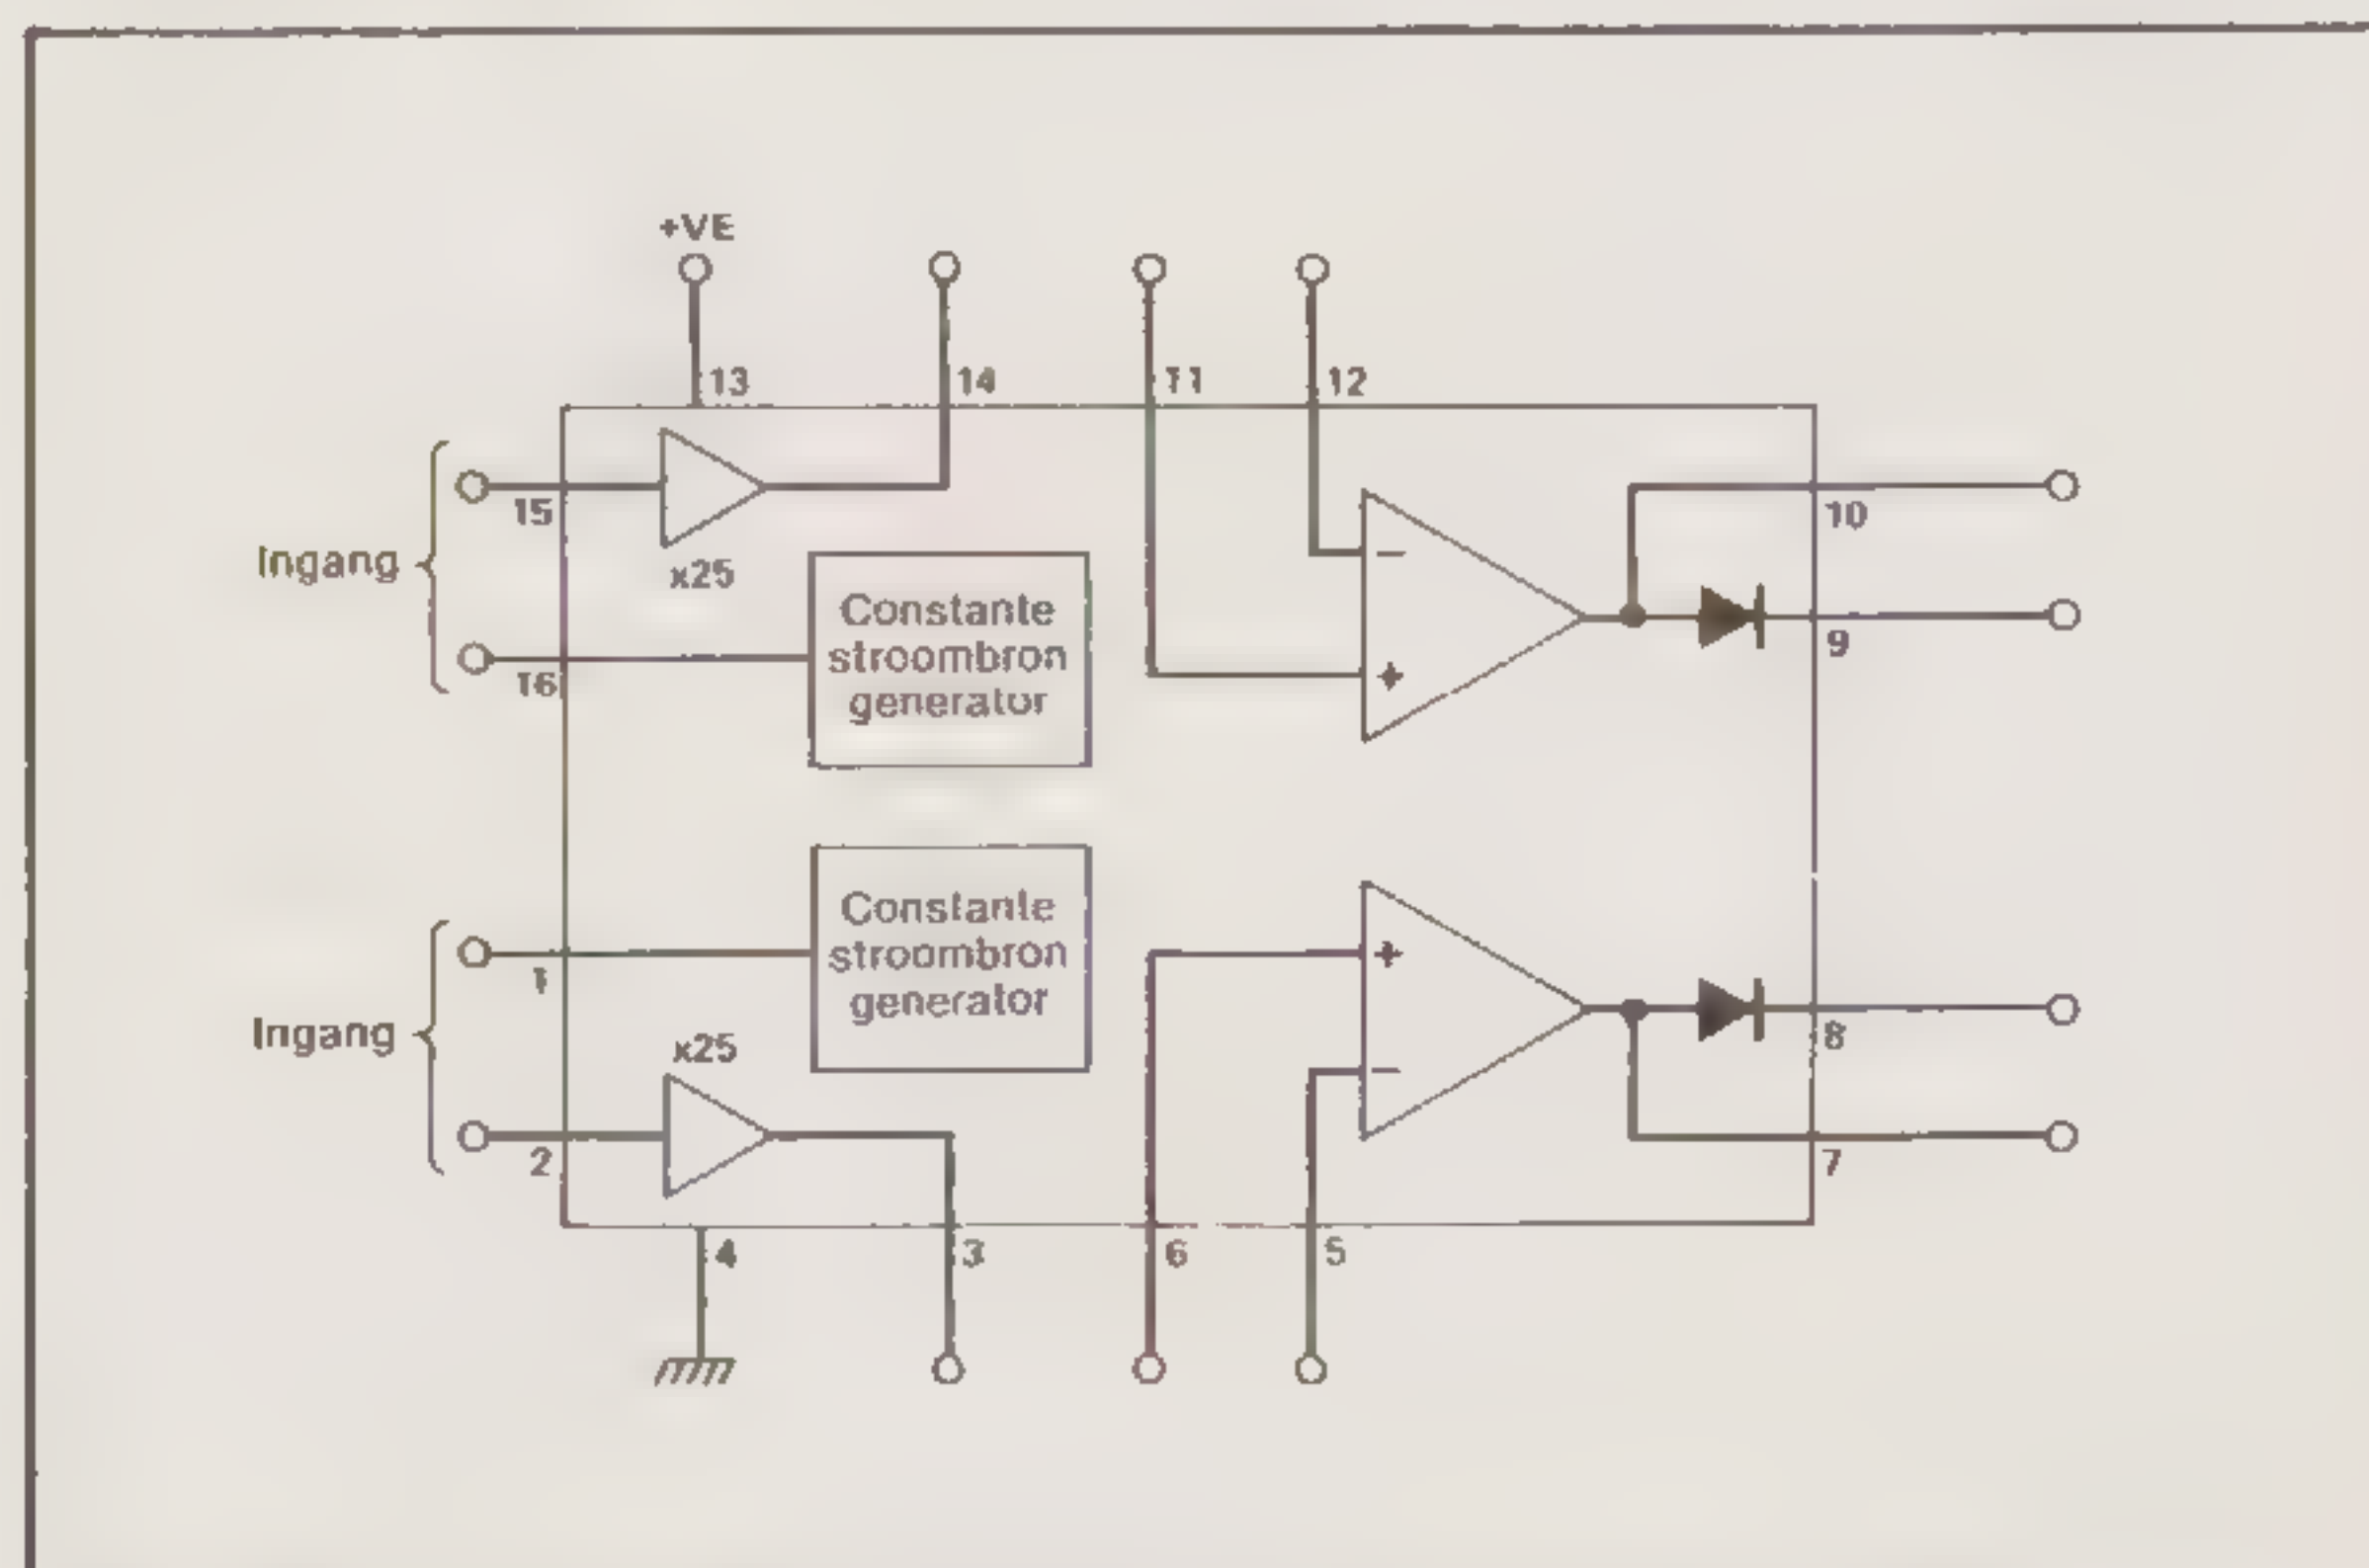 +VE
13
14
11
12
15
10
Ingang
x25
Constante
stroombron
generator
−
+
9
16
Constante
stroombron
generator
+
−
1
8
Ingang
x25
2
7
4
3
6
5